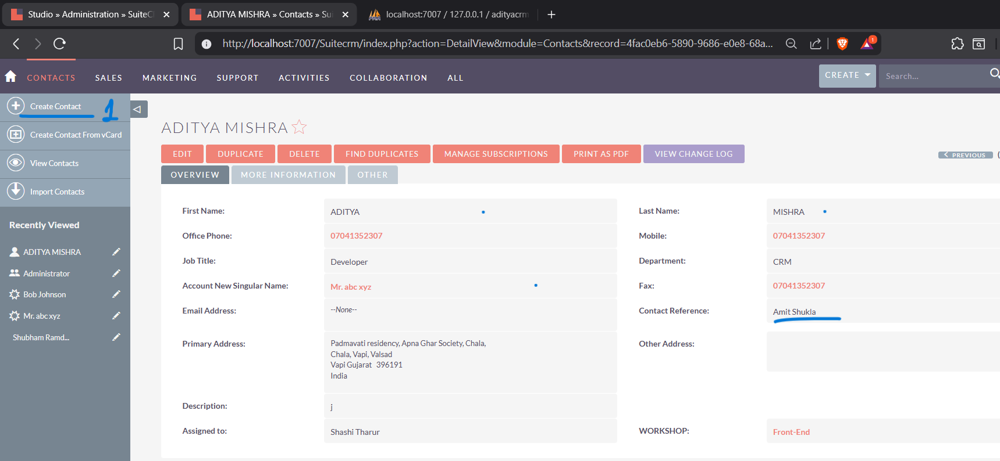 Studio » Administration » SuiteC
ADITYA MISHRA » Contacts » Su
localhost:7007 / 127.0.0.1 / adityacrm
http://localhost:7007/Suitecrm/index.php?action=DetailView&module=Contacts&record=4fac0eb6-5890-9686-e0e8-68a...
1
CONTACTS SALES MARKETING SUPPORT ACTIVITIES COLLABORATION ALL
CREATE Search...
Create Contact 1
Create Contact From vCard
View Contacts
Import Contacts
Recently Viewed
ADITYA MISHRA
Administrator
Bob Johnson
Mr. abc xyz
Shubham Ramd...
ADITYA MISHRA
EDIT DUPLICATE DELETE FIND DUPLICATES MANAGE SUBSCRIPTIONS PRINT AS PDF VIEW CHANGE LOG
PREVIOUS (
OVERVIEW MORE INFORMATION OTHER
First Name: ADITYA Last Name: MISHRA
Office Phone: 07041352307 Mobile: 07041352307
Job Title: Developer Department: CRM
Account New Singular Name: Mr. abc xyz Fax: 07041352307
Email Address: --None-- Contact Reference: Amit Shukla
Primary Address: Padmavati residency, Apna Ghar Society, Chala, Other Address:
Chala, Vapi, Valsad
Vapi Gujarat 396191
India
Description: j
Assigned to: Shashi Tharur WORKSHOP: Front-End